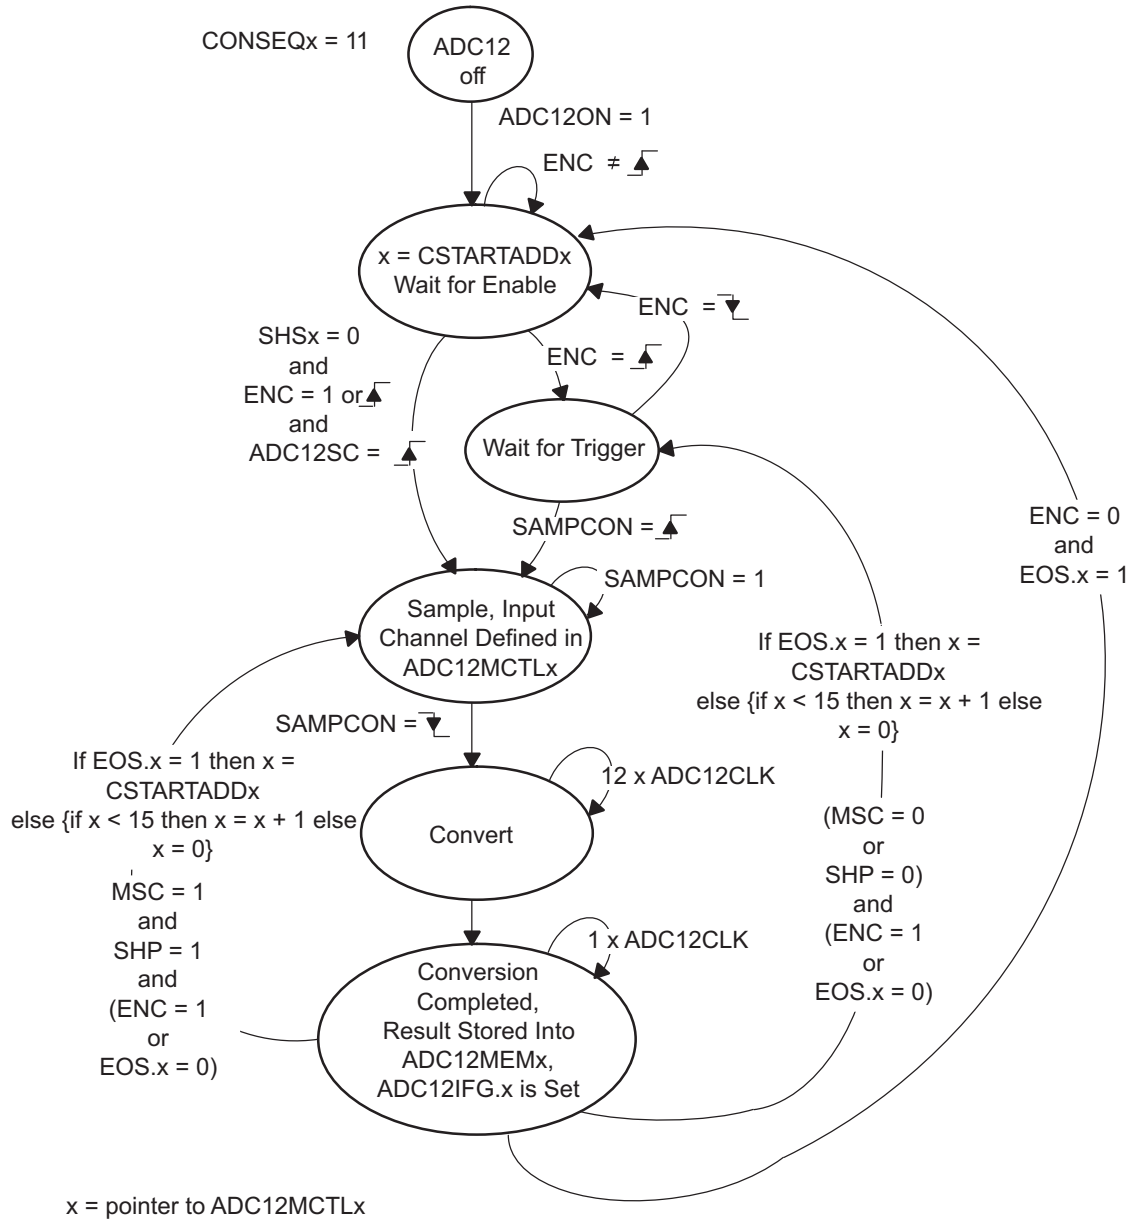 CONSEQx = 11
ADC12
off
ADC12ON = 1
ENC ≠
x = CSTARTADDx
Wait for Enable
ENC =
SHSx = 0
and
ENC = 1 or
and
ADC12SC =
ENC =
Wait for Trigger
SAMPCON =
ENC = 0
and
EOS.x = 1
SAMPCON = 1
Sample, Input
Channel Defined in
ADC12MCTLx
If EOS.x = 1 then x =
CSTARTADDx
else {if x < 15 then x = x + 1 else
x = 0}
SAMPCON =
If EOS.x = 1 then x =
CSTARTADDx
else {if x < 15 then x = x + 1 else
x = 0}
12 x ADC12CLK
Convert
(MSC = 0
or
SHP = 0)
and
(ENC = 1
or
EOS.x = 0)
MSC = 1
and
SHP = 1
and
(ENC = 1
or
EOS.x = 0)
1 x ADC12CLK
Conversion
Completed,
Result Stored Into
ADC12MEMx,
ADC12IFG.x is Set
x = pointer to ADC12MCTLx